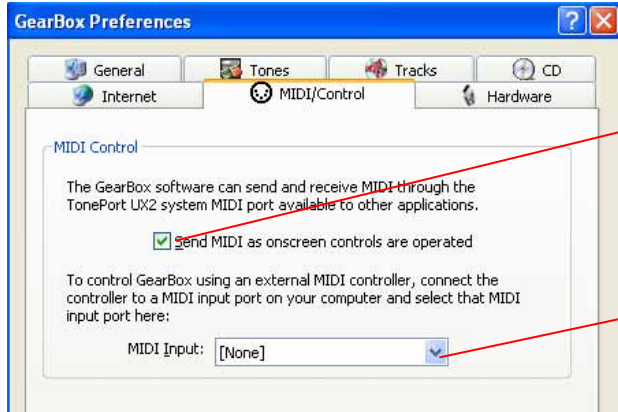 GearBox Preferences
General Tones Tracks CD
Internet MIDI/Control Hardware
MIDI Control
The GearBox software can send and receive MIDI through the
TonePort UX2 system MIDI port available to other applications.
Send MIDI as onscreen controls are operated
To control GearBox using an external MIDI controller, connect the
controller to a MIDI input port on your computer and select that MIDI
input port here:
MIDI Input: [None]